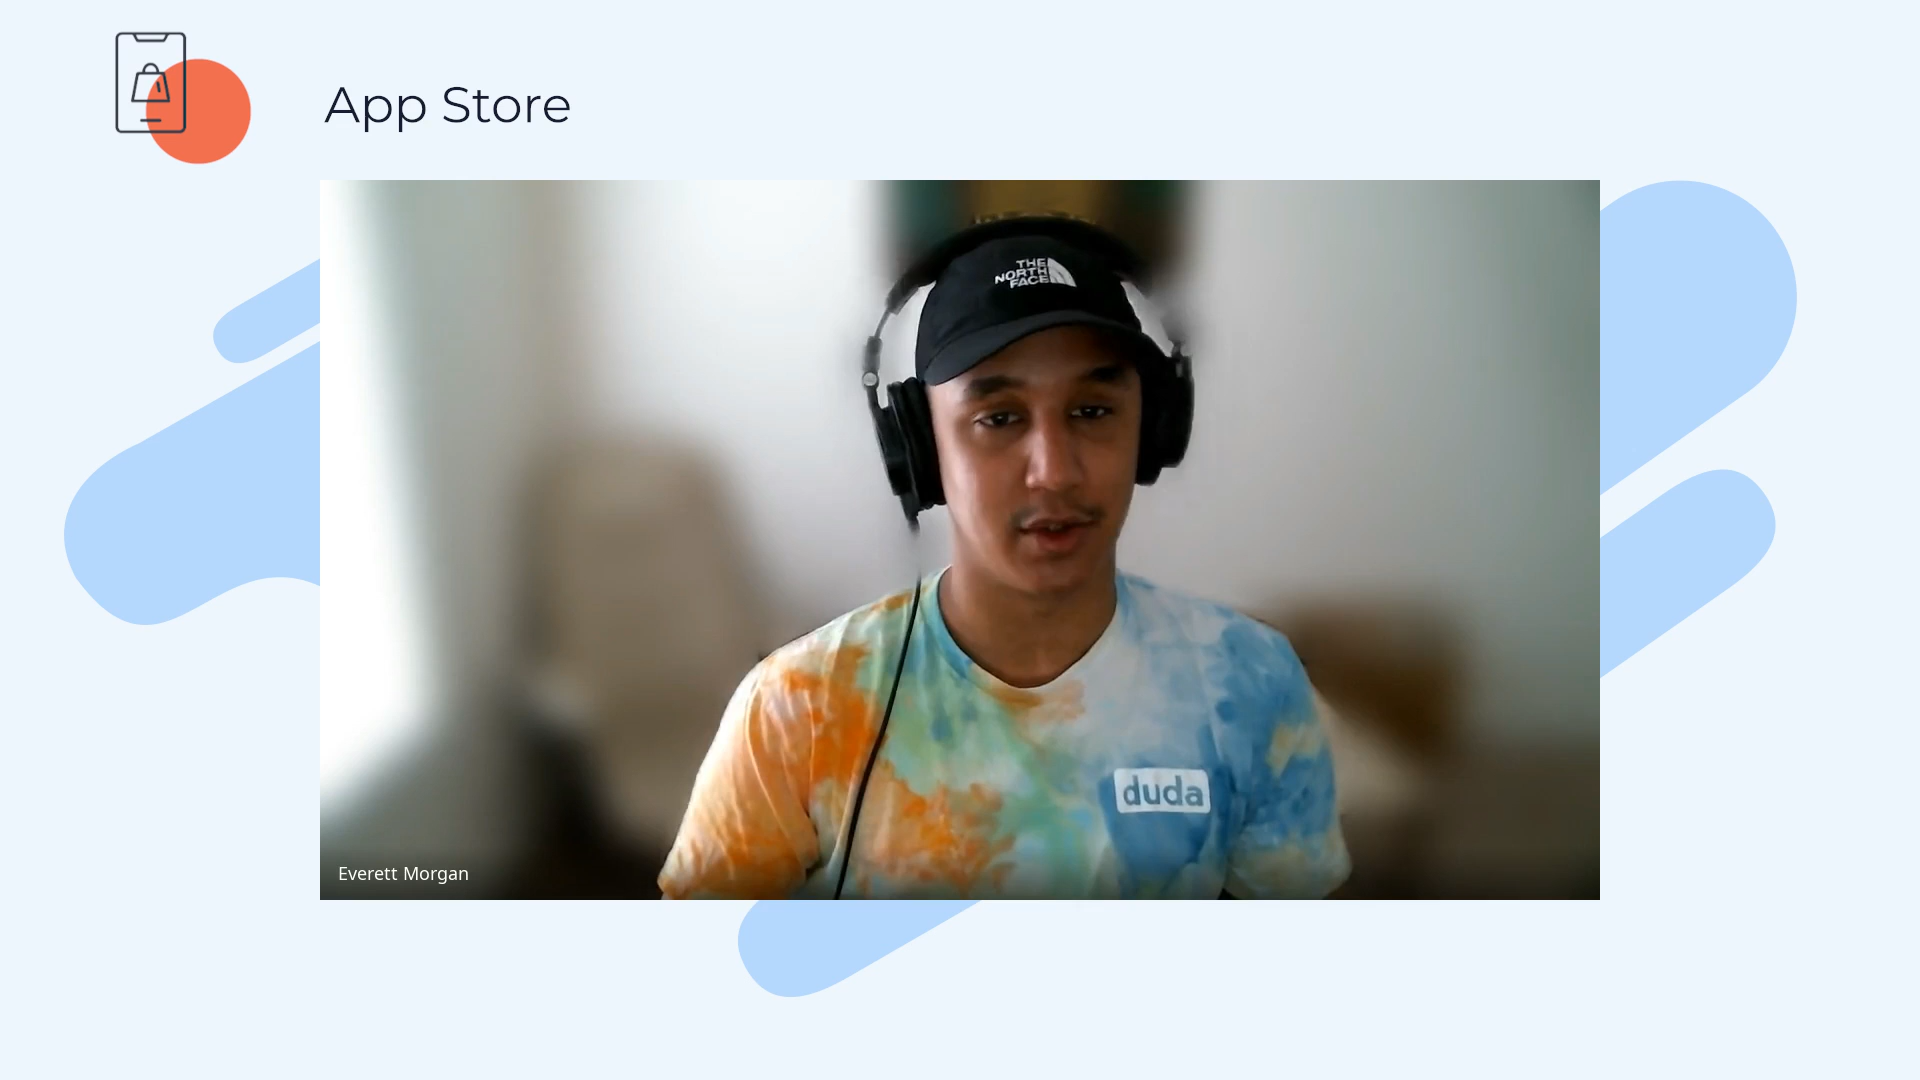 App Store
THE
NORTH
FACE
duda
Everett Morgan